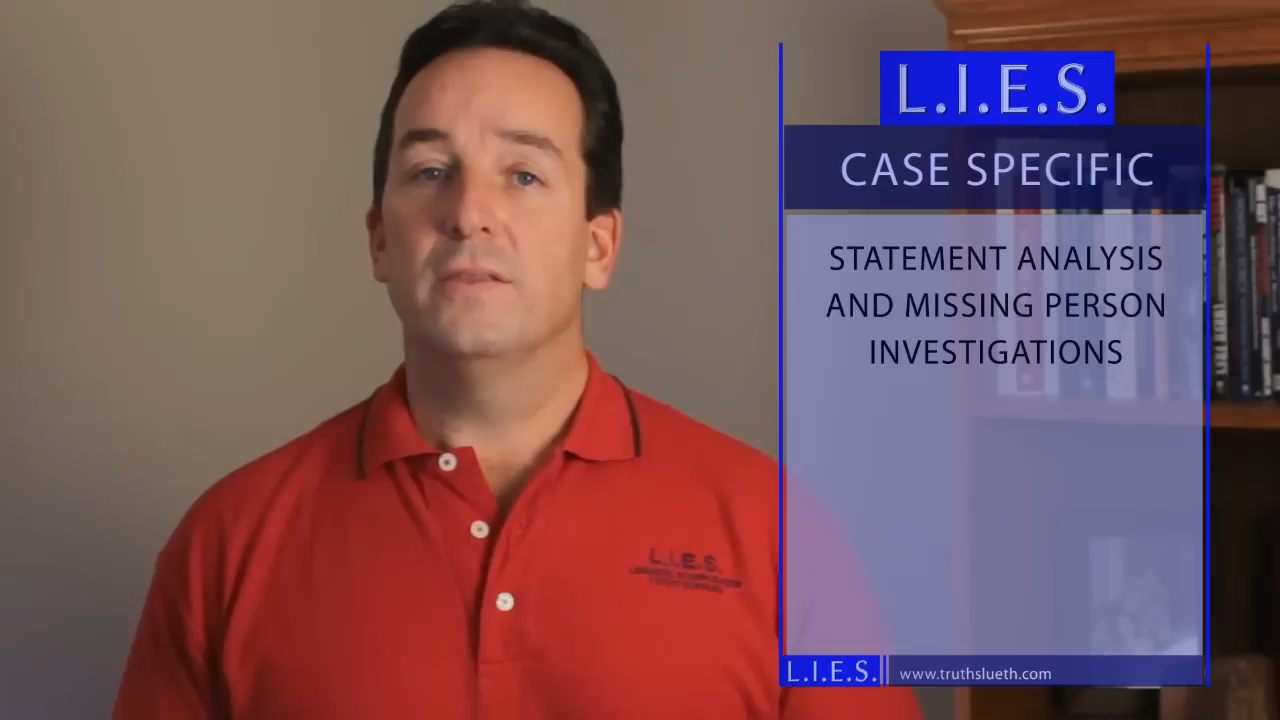 L.I.E.S.
CASE SPECIFIC
STATEMENT ANALYSIS
AND MISSING PERSON
INVESTIGATIONS
L.I.E.S.
L.I.E.S. www.truthslueth.com